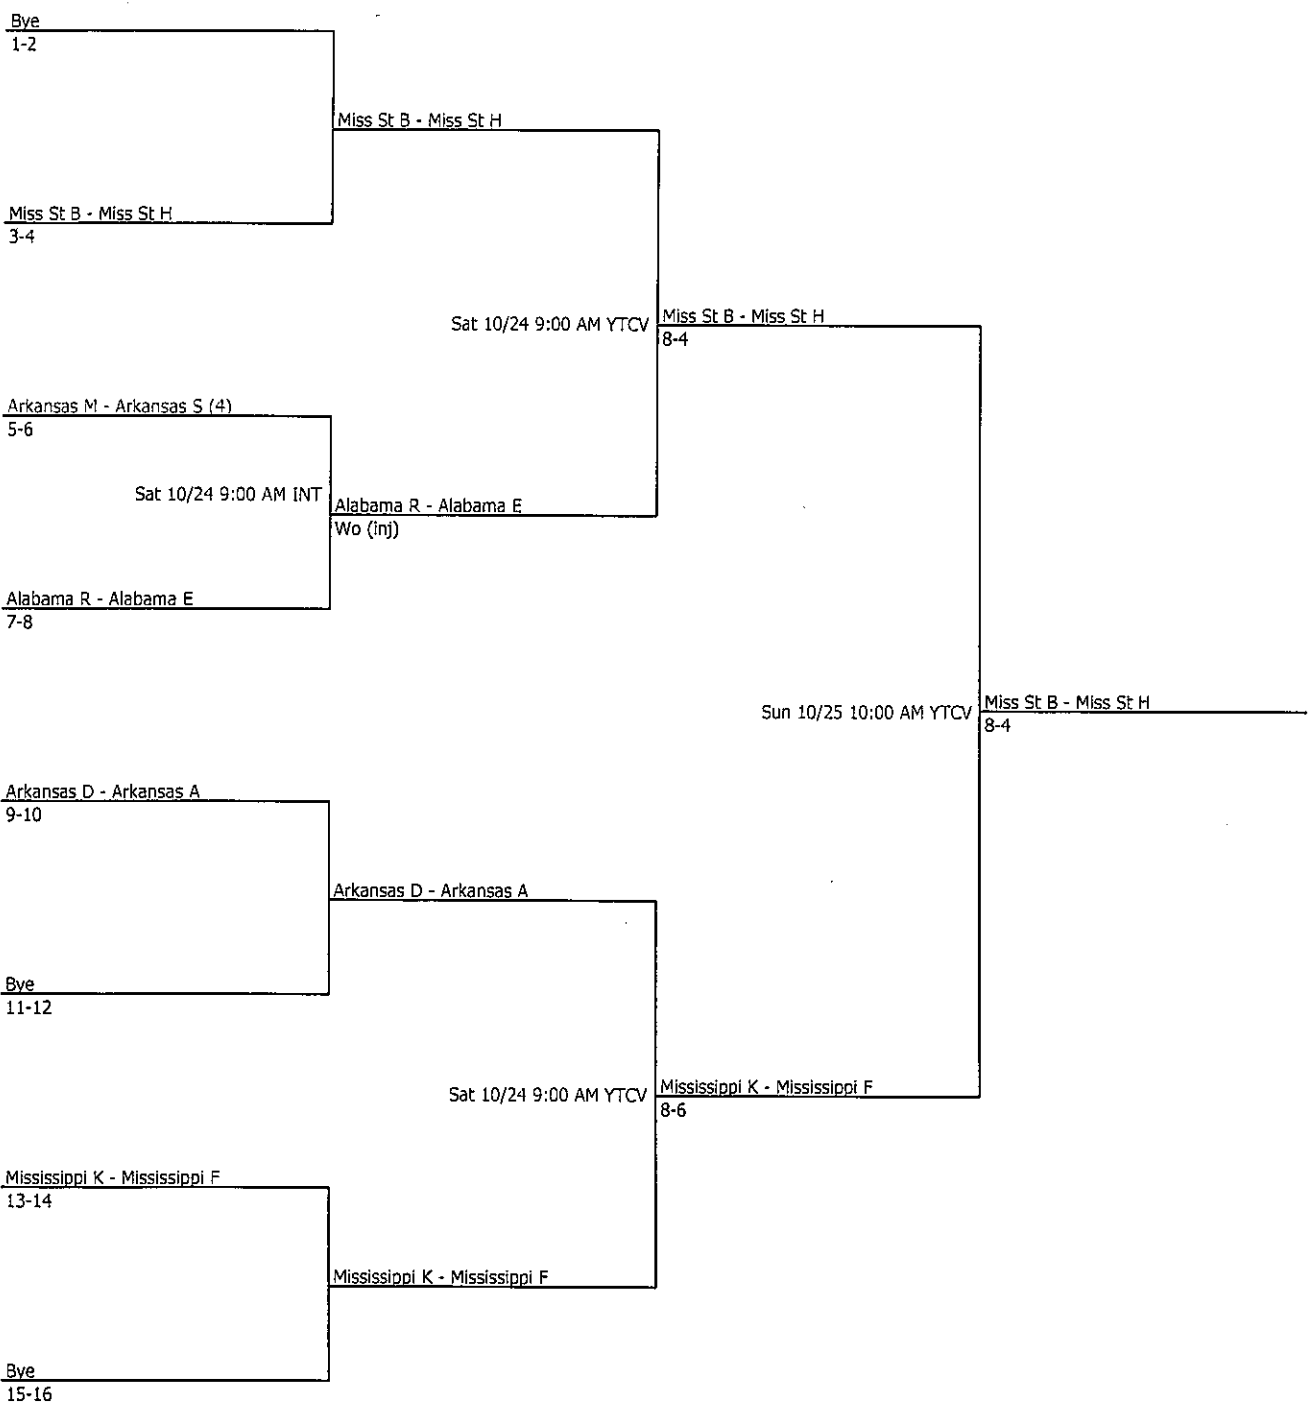 Bye
1-2
Miss St B - Miss St H
Miss St B - Miss St H
3-4
Sat 10/24 9:00 AM YTCV
Miss St B - Miss St H
8-4
Arkansas M - Arkansas S (4)
5-6
Sat 10/24 9:00 AM INT
Alabama R - Alabama E
Wo (inj)
Alabama R - Alabama E
7-8
Sun 10/25 10:00 AM YTCV
Miss St B - Miss St H
8-4
Arkansas D - Arkansas A
9-10
Arkansas D - Arkansas A
Bye
11-12
Sat 10/24 9:00 AM YTCV
Mississippi K - Mississippi F
8-6
Mississippi K - Mississippi F
13-14
Mississippi K - Mississippi F
Bye
15-16